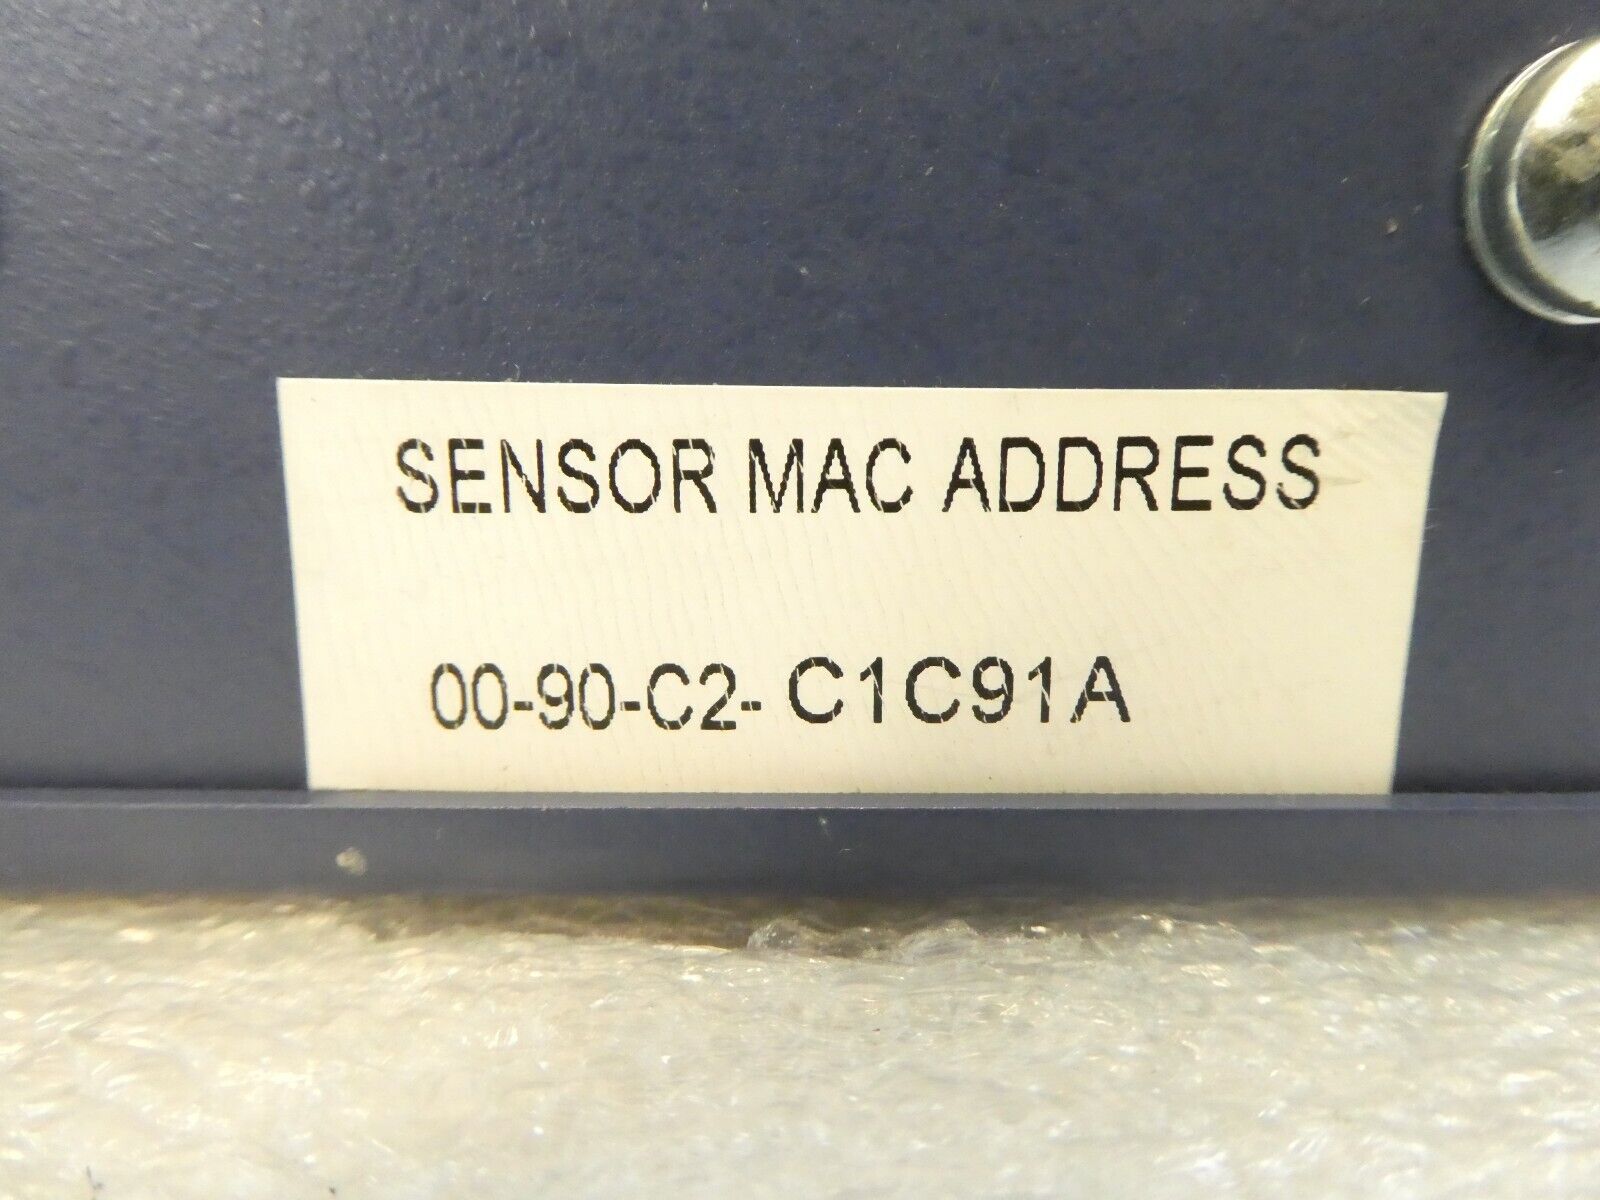 SENSOR MAC ADDRESS
00-90-C2- C1C91A